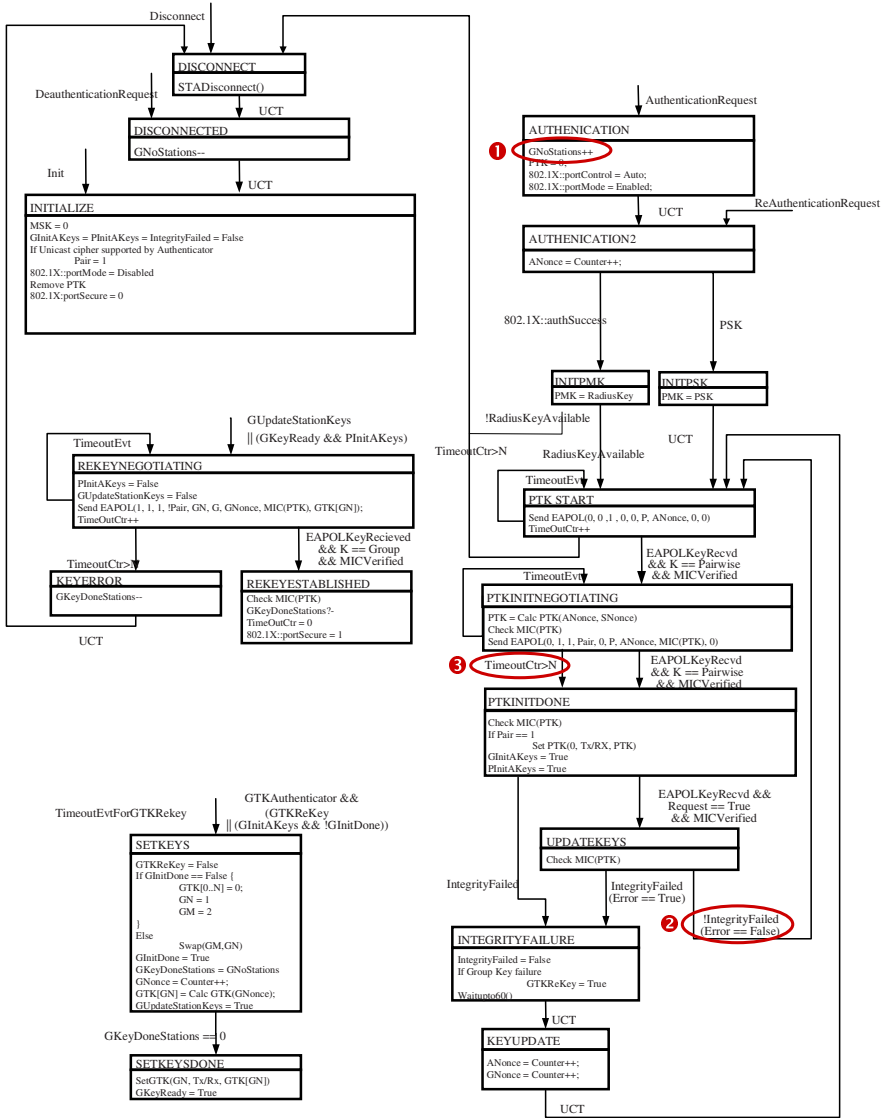 Disconnect
DISCONNECT
STADisconnect()
DeauthenticationRequest
UCT
DISCONNECTED
GNoStations--
Init
UCT
INITIALIZE
MSK = 0
GInitAKeys = PInitAKeys = IntegrityFailed = False
If Unicast cipher supported by Authenticator
Pair = 1
802.1X::portMode = Disabled
Remove PTK
802.1X:portSecure = 0
AuthenticationRequest
AUTHENICATION
1
GNoStations++
PTK = 0;
802.1X::portControl = Auto;
802.1X::portMode = Enabled;
UCT
ReAuthenticationRequest
AUTHENICATION2
ANonce = Counter++;
802.1X::authSuccess
PSK
INITPMK
PMK = RadiusKey
INITPSK
PMK = PSK
!RadiusKeyAvailable
UCT
TimeoutCtr>N
RadiusKeyAvailable
TimeoutEvt
PTK START
Send EAPOL(0, 0 ,1 , 0, 0, P, ANonce, 0, 0)
TimeOutCtr++
EAPOLKeyRecvd
&& K == Pairwise
&& MICVerified
TimeoutEvt
PTKINITNEGOTIATING
PTK = Calc PTK(ANonce, SNonce)
Check MIC(PTK)
Send EAPOL(0, 1, 1, Pair, 0, P, ANonce, MIC(PTK), 0)
3
TimeoutCtr>N
EAPOLKeyRecvd
&& K == Pairwise
&& MICVerified
PTKINITDONE
Check MIC(PTK)
If Pair == 1
Set PTK(0, Tx/RX, PTK)
GInitAKeys = True
PInitAKeys = True
EAPOLKeyRecvd &&
Request == True
&& MICVerified
UPDATEKEYS
Check MIC(PTK)
IntegrityFailed
IntegrityFailed
(Error == True)
2
!IntegrityFailed
(Error == False)
INTEGRITYFAILURE
IntegrityFailed = False
If Group Key failure
GTKReKey = True
Waitupto60()
UCT
KEYUPDATE
ANonce = Counter++;
GNonce = Counter++;
UCT
GUpdateStationKeys
|| (GKeyReady && PInitAKeys)
TimeoutEvt
REKEYNEGOTIATING
PInitAKeys = False
GUpdateStationKeys = False
Send EAPOL(1, 1, 1, !Pair, GN, G, GNonce, MIC(PTK), GTK[GN]);
TimeOutCtr++
EAPOLKeyRecieved
&& K == Group
&& MICVerified
TimeoutCtr>N
KEYERROR
GKeyDoneStations--
REKEYESTABLISHED
Check MIC(PTK)
GKeyDoneStations?-
TimeOutCtr = 0
802.1X::portSecure = 1
UCT
TimeoutEvtForGTKRekey
GTKAuthenticator &&
(GTKReKey
|| (GInitAKeys && !GInitDone))
SETKEYS
GTKReKey = False
If GInitDone == False {
GTK[0..N] = 0;
GN = 1
GM = 2
}
Else
Swap(GM,GN)
GInitDone = True
GKeyDoneStations = GNoStations
GNonce = Counter++;
GTK[GN] = Calc GTK(GNonce);
GUpdateStationKeys = True
GKeyDoneStations == 0
SETKEYSDONE
SetGTK(GN, Tx/Rx, GTK[GN])
GKeyReady = True